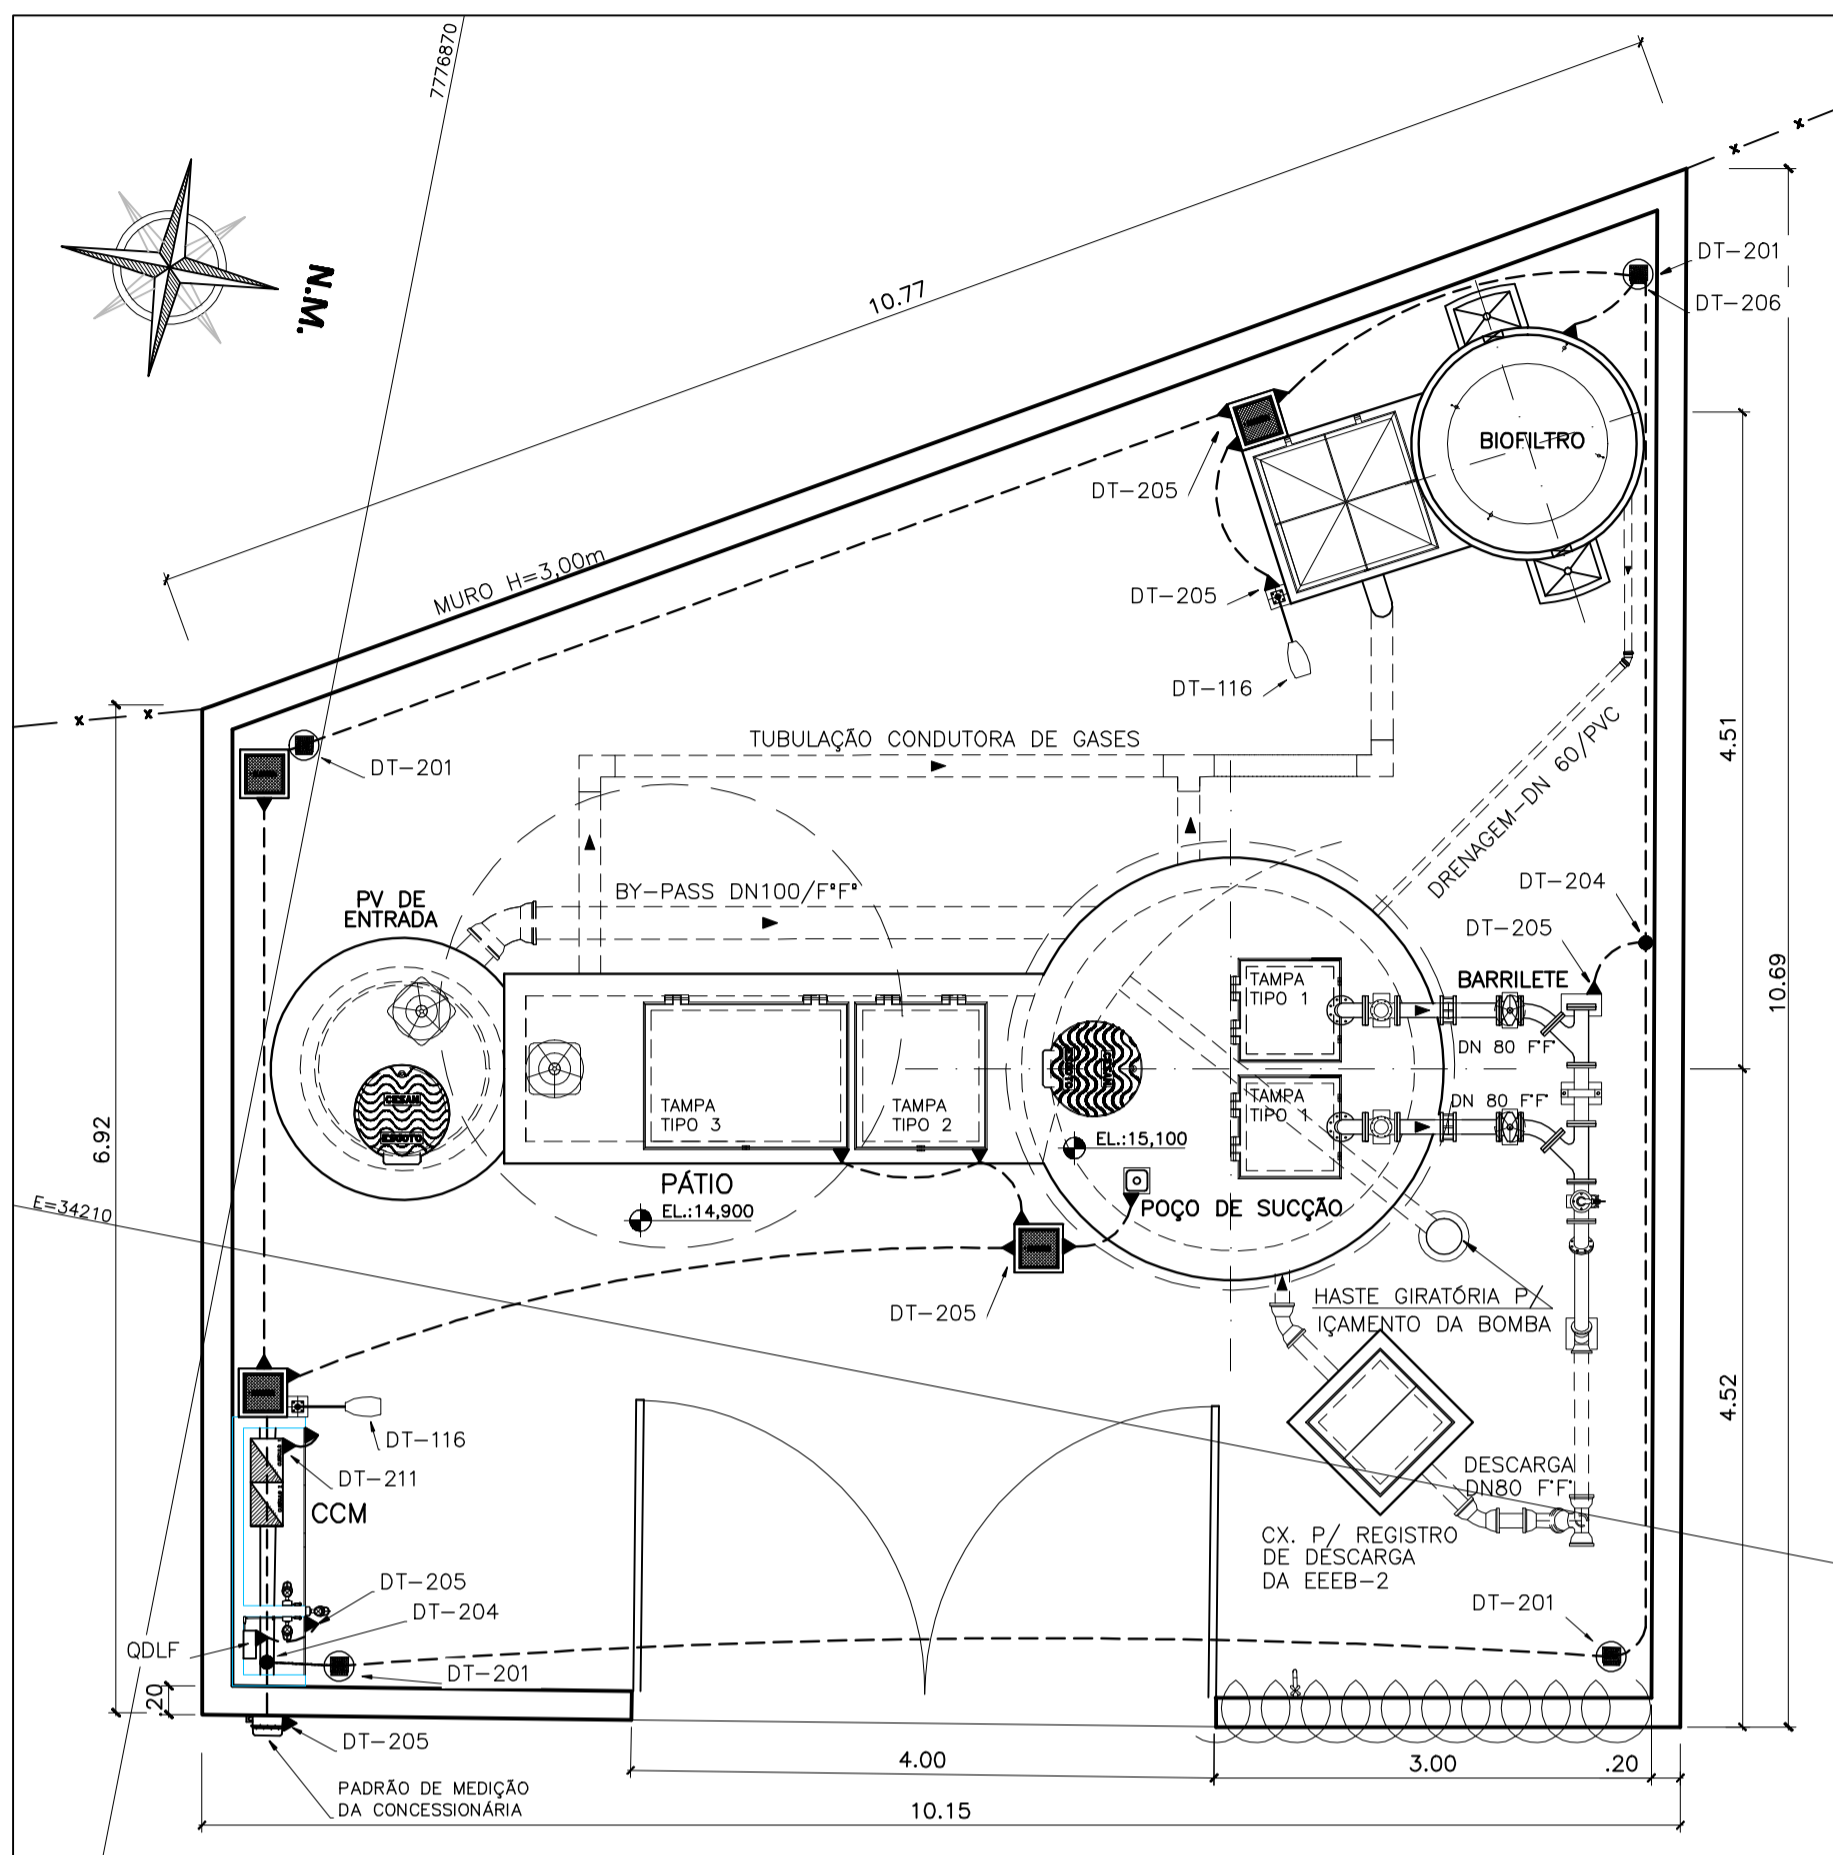 7776870
N.M.
10.77
DT-201
DT-206
BIOFILTRO
DT-205
MURO H=3,00m
DT-205
DT-116
TUBULAÇÃO CONDUTORA DE GASES
DT-201
4.51
DRENAGEM-DN 60/PVC
PV DE
ENTRADA
BY-PASS DN100/FºFº
DT-204
DT-205
BARRILETE
TAMPA
TIPO 1
10.69
DN 80 F°F°
CESAN
ESGOTO
CESAN
ESGOTO
TAMPA
TIPO 3
TAMPA
TIPO 2
TAMPA
TIPO 1
DN 80 F°F°
6.92
EL.:15,100
PÁTIO
EL.:14,900
POÇO DE SUCÇÃO
E=34210
DT-205
HASTE GIRATÓRIA P/
IÇAMENTO DA BOMBA
4.52
DT-116
DT-211
CCM
DESCARGA
DN80 F°F°
CX. P/ REGISTRO
DE DESCARGA
DA EEEB-2
DT-205
DT-204
DT-201
QDLF
DT-201
.20
DT-205
PADRÃO DE MEDIÇÃO
DA CONCESSIONÁRIA
4.00
3.00
.20
10.15